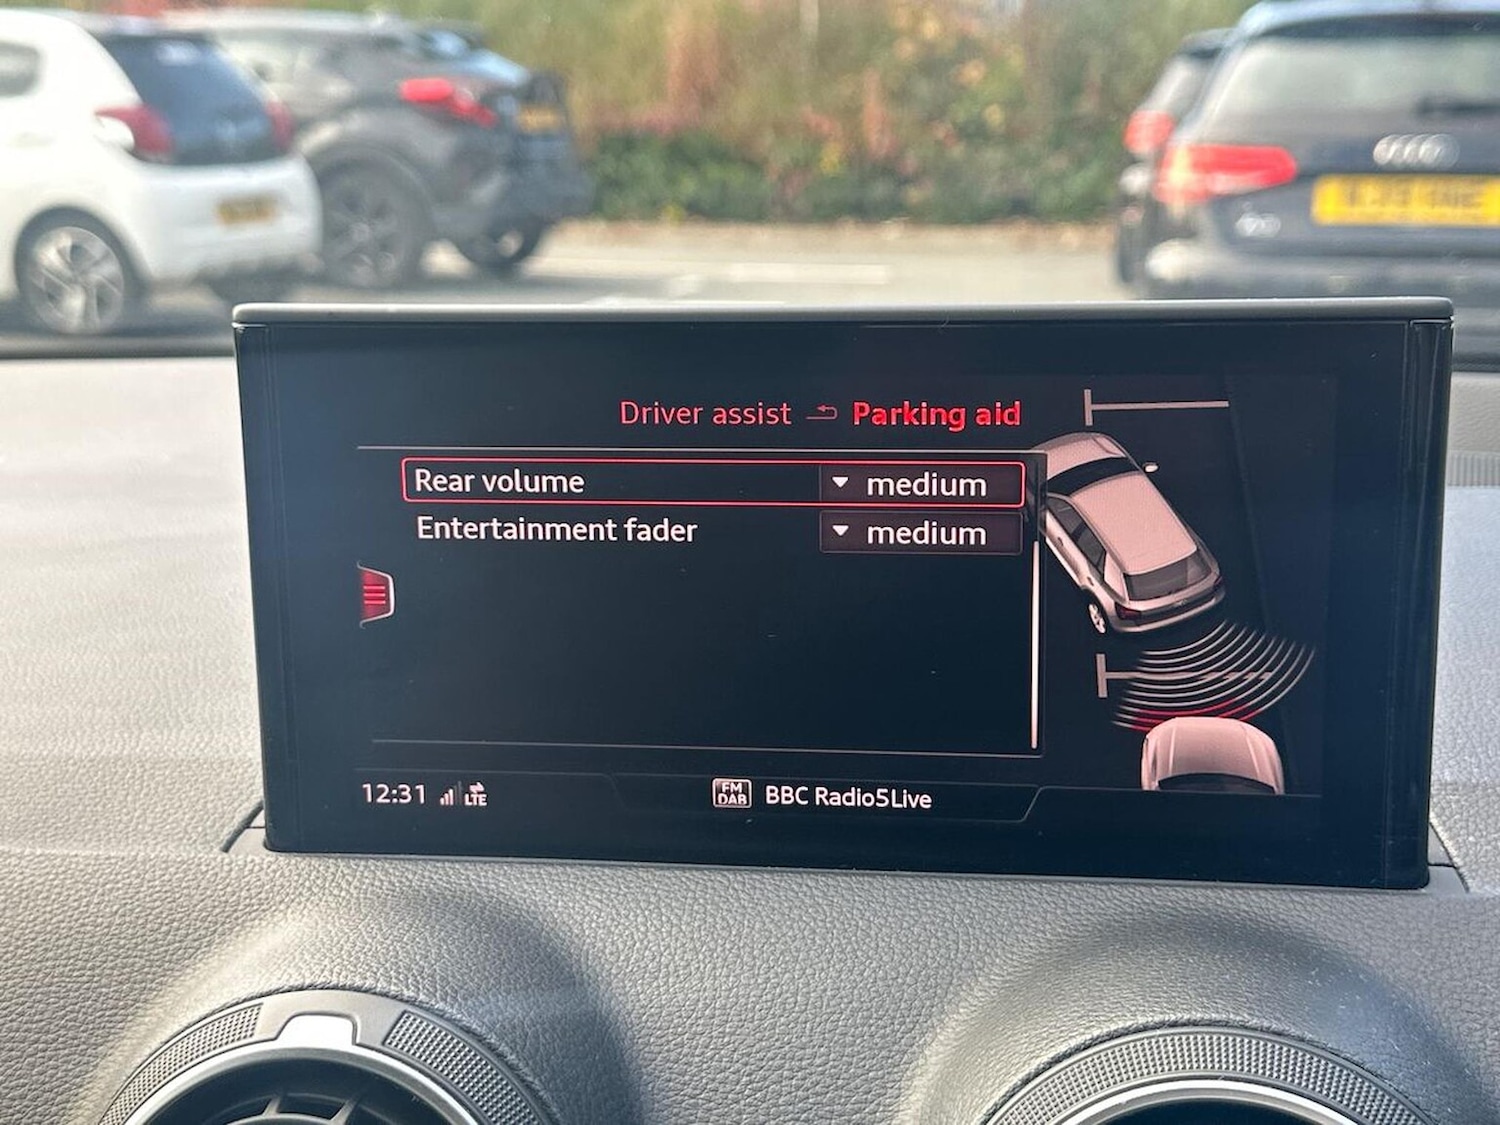 Driver assist Parking aid
Rear volume medium
Entertainment fader medium
12:31 LTE FM DAB BBC Radio5Live